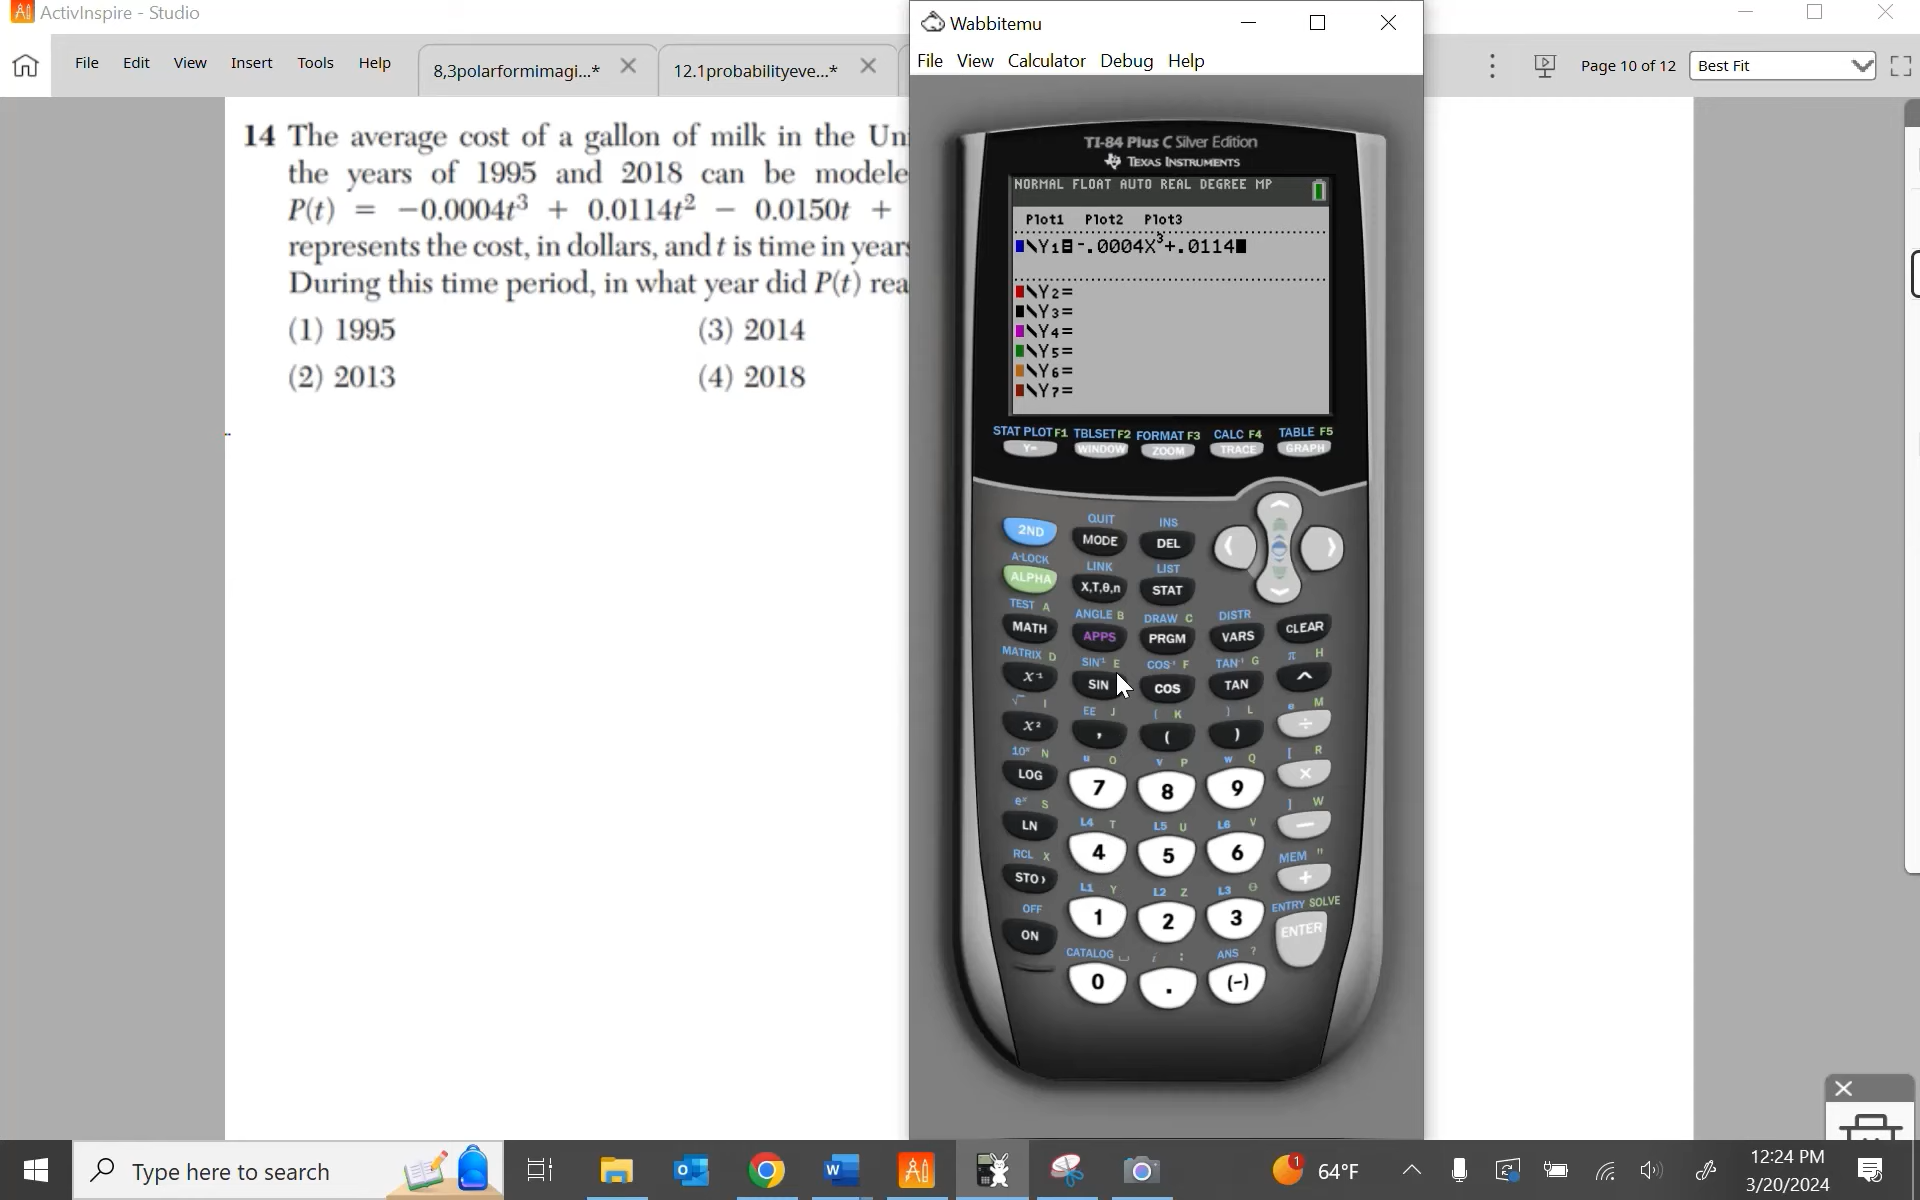 ActivInspire - Studio
File Edit View Insert Tools Help
8,3polarformimagi...*
12.1probabilityeve...*
Page 10 of 12
Best Fit
14 The average cost of a gallon of milk in the Un
the years of 1995 and 2018 can be modele
P(t) = −0.0004t³ + 0.0114t² − 0.0150t +
represents the cost, in dollars, and t is time in years
During this time period, in what year did P(t) rea
(1) 1995
(3) 2014
(2) 2013
(4) 2018
Wabbitemu
File View Calculator Debug Help
TI-84 Plus C Silver Edition
TEXAS INSTRUMENTS
NORMAL FLOAT AUTO REAL DEGREE MP
Plot1 Plot2 Plot3
\Y1=-.0004X³+.0114
\Y2=
\Y3=
\Y4=
\Y5=
\Y6=
\Y7=
STAT PLOT F1 TBLSET F2 FORMAT F3 CALC F4 TABLE F5
Y= WINDOW ZOOM TRACE GRAPH
QUIT INS
2ND MODE DEL
A-LOCK LINK LIST
ALPHA X,T,θ,n STAT
TEST A ANGLE B DRAW C DISTR
MATH APPS PRGM VARS CLEAR
MATRIX D SIN⁻¹ E COS⁻¹ F TAN⁻¹ G π H
X⁻¹ SIN COS TAN ^
√ I EE J { K } L e M
X² , ( ) ÷
10ˣ N u O v P w Q [ R
LOG 7 8 9 ×
eˣ S L4 T L5 U L6 V ] W
LN 4 5 6 −
RCL X L1 Y L2 Z L3 θ MEM "
STO› 1 2 3 +
OFF CATALOG ⎵ i : ANS ? ENTRY SOLVE
ON 0 . (-) ENTER
Type here to search
1
64°F
12:24 PM
3/20/2024